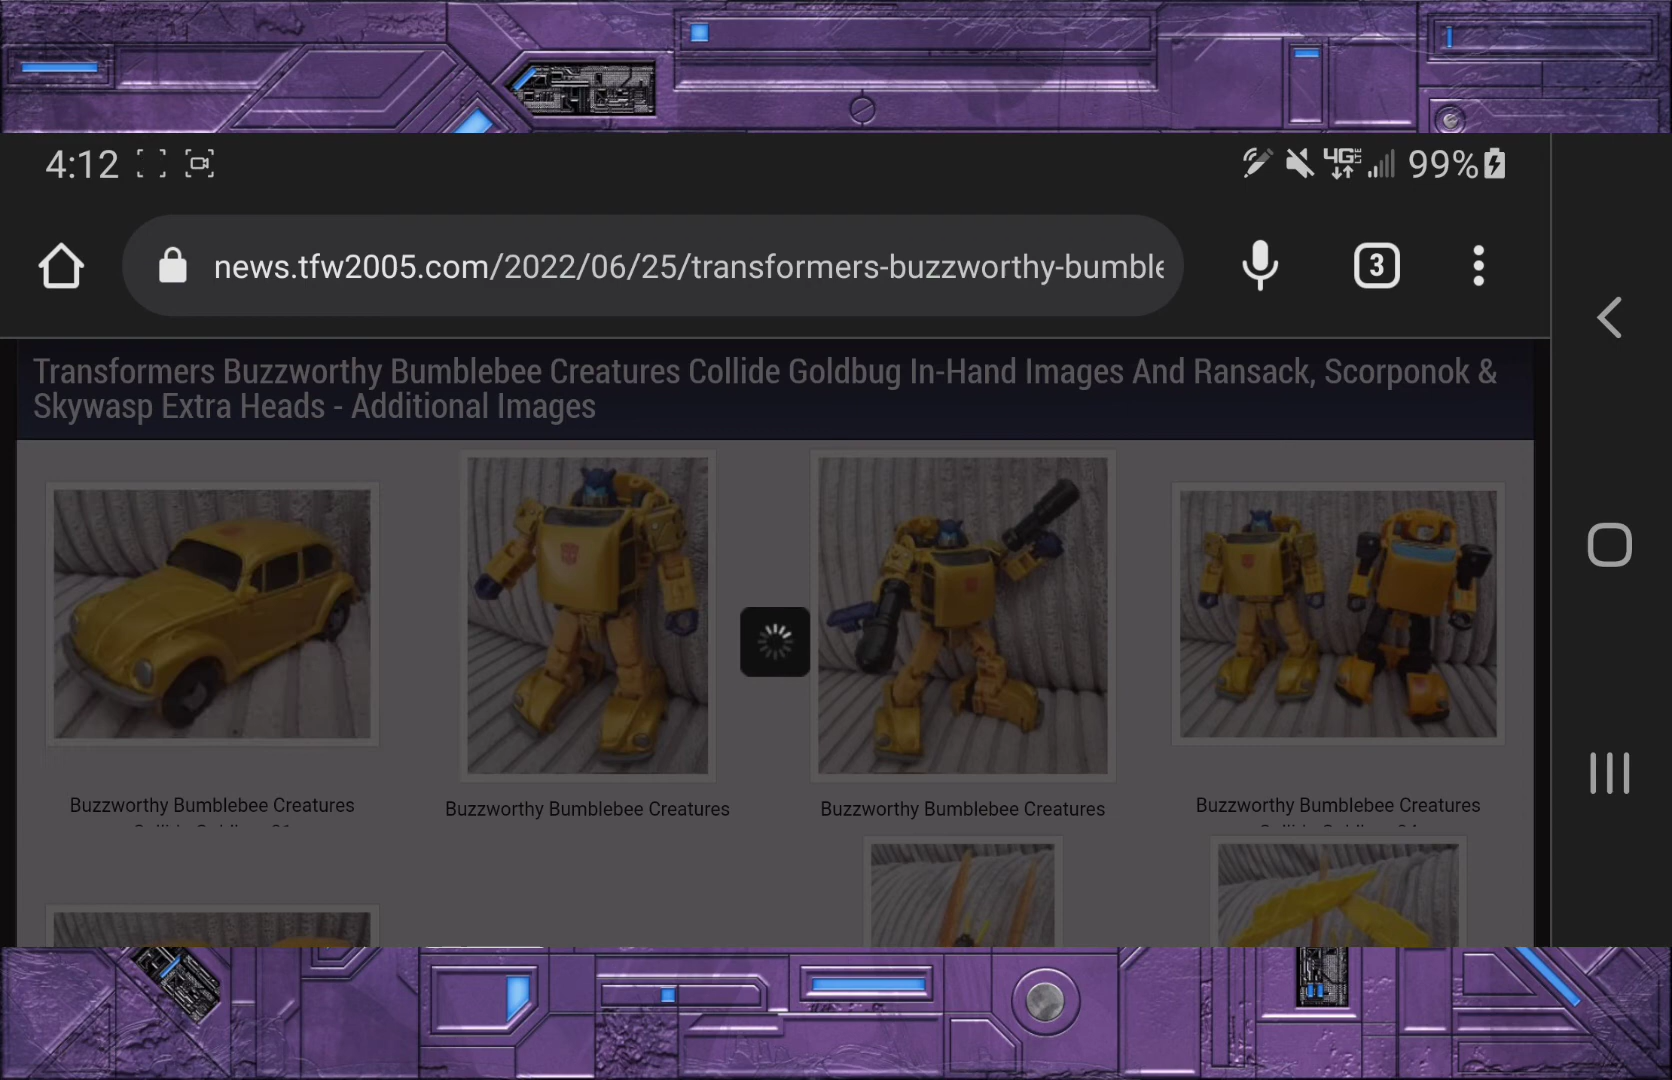 4:12
4G LTE 99%
news.tfw2005.com/2022/06/25/transformers-buzzworthy-bumble
3
Transformers Buzzworthy Bumblebee Creatures Collide Goldbug In-Hand Images And Ransack, Scorponok &
Skywasp Extra Heads - Additional Images
Buzzworthy Bumblebee Creatures
Buzzworthy Bumblebee Creatures
Buzzworthy Bumblebee Creatures
Buzzworthy Bumblebee Creatures